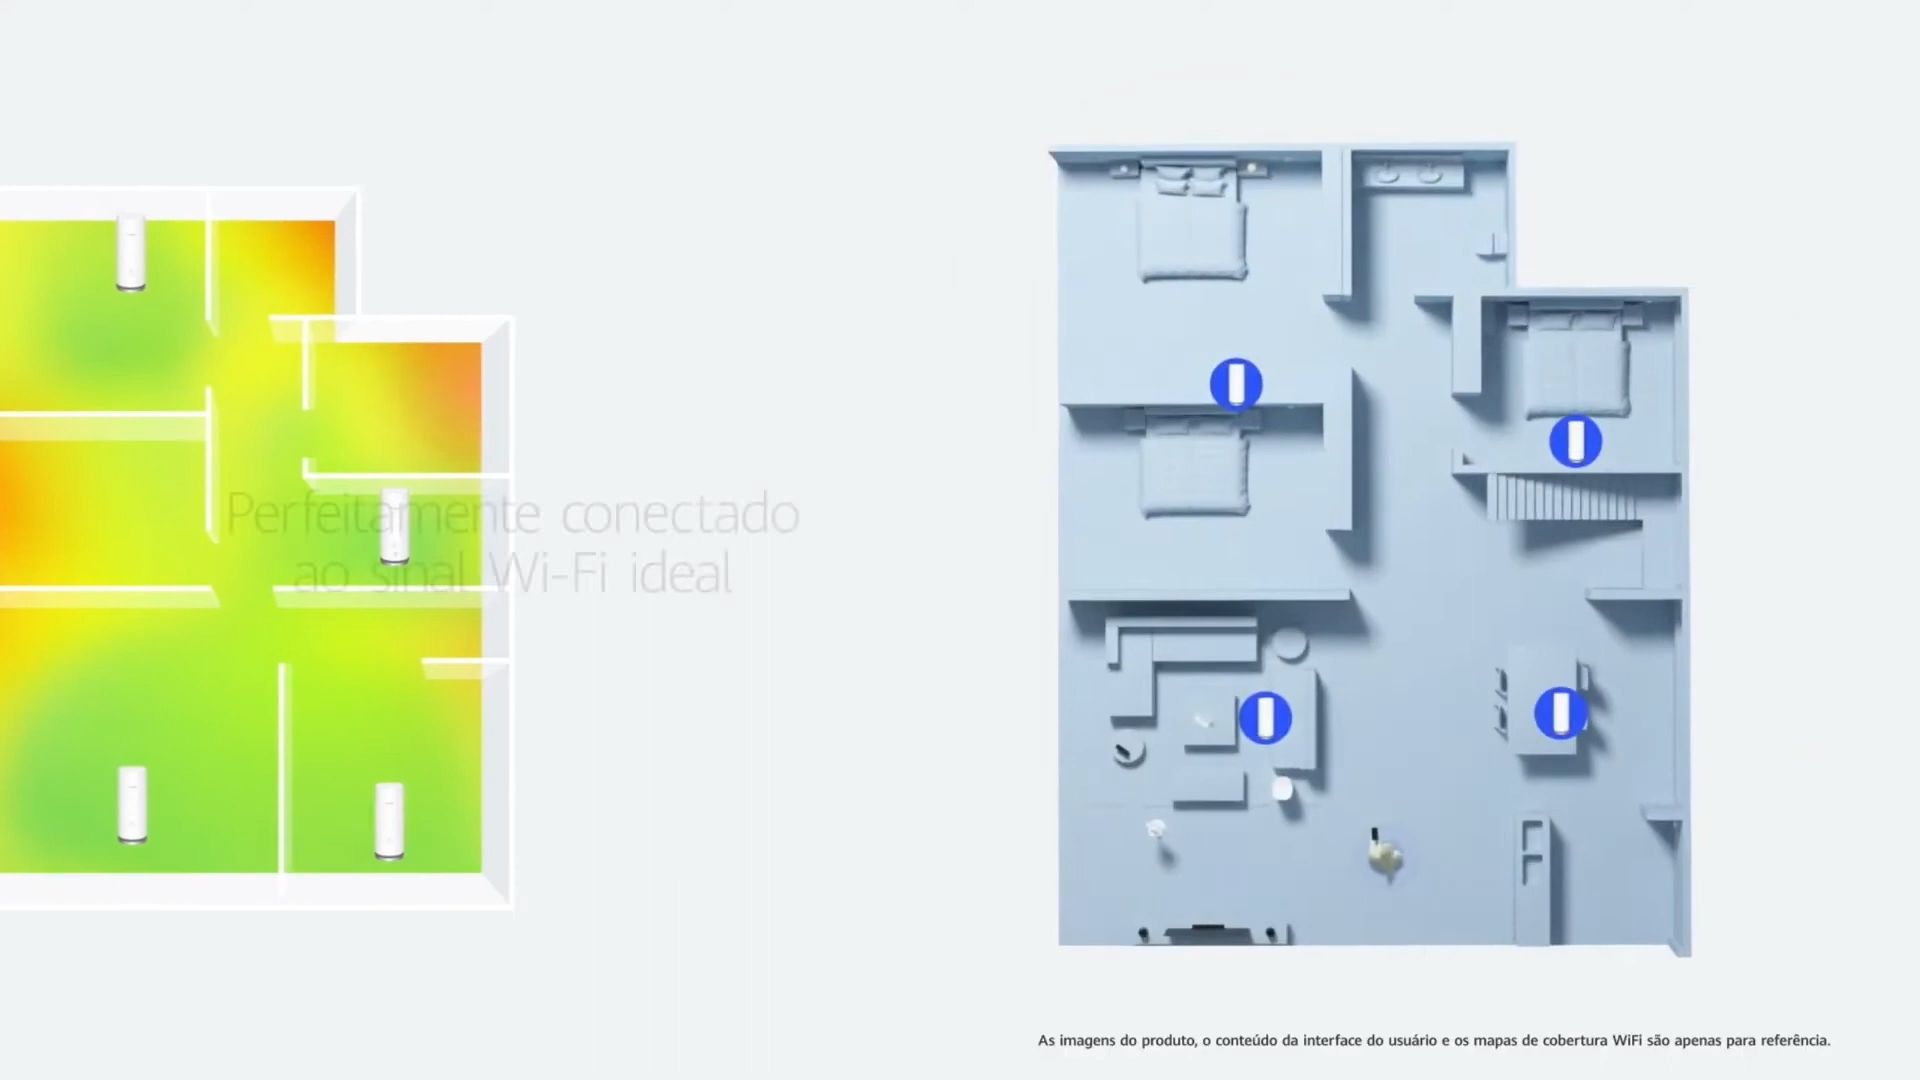 Perfeitamente conectado
ao sinal Wi-Fi ideal
As imagens do produto, o conteúdo da interface do usuário e os mapas de cobertura WiFi são apenas para referência.